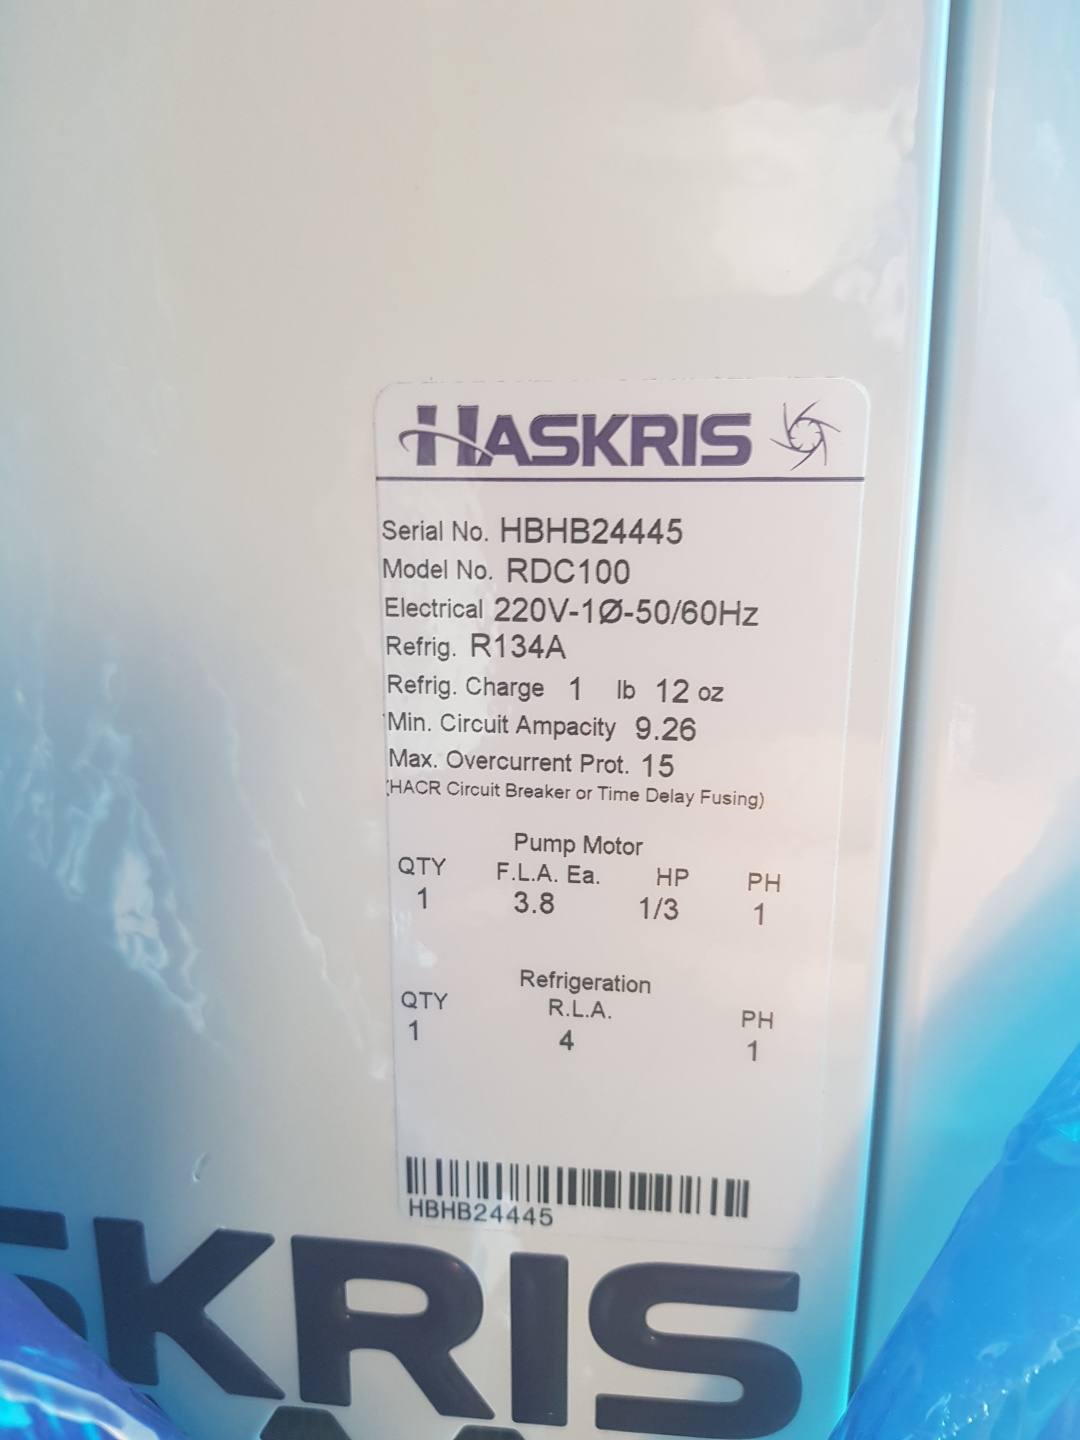 HASKRIS
Serial No. HBHB24445
Model No. RDC100
Electrical 220V-1Ø-50/60Hz
Refrig. R134A
Refrig. Charge 1 lb 12 oz
Min. Circuit Ampacity 9.26
Max. Overcurrent Prot. 15
(HACR Circuit Breaker or Time Delay Fusing)
Pump Motor
QTY F.L.A. Ea. HP PH
1 3.8 1/3 1
Refrigeration
QTY R.L.A. PH
1 4 1
HBHB24445
SKRIS